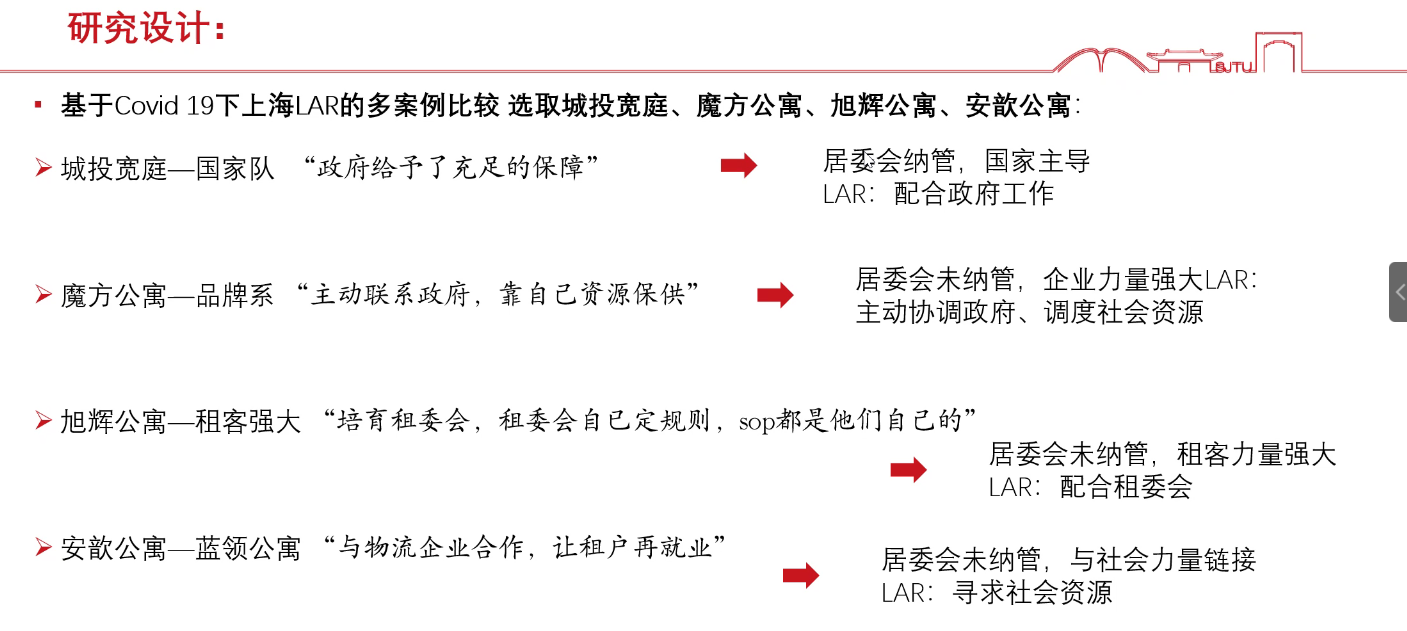 研究设计：
SJTU
▪ 基于Covid 19下上海LAR的多案例比较 选取城投宽庭、魔方公寓、旭辉公寓、安歆公寓：
➢ 城投宽庭—国家队 “政府给予了充足的保障”
居委会纳管，国家主导
LAR：配合政府工作
➢ 魔方公寓—品牌系 “主动联系政府，靠自己资源保供”
居委会未纳管，企业力量强大LAR：
主动协调政府、调度社会资源
➢ 旭辉公寓—租客强大 “培育租委会，租委会自己定规则，sop都是他们自己的”
居委会未纳管，租客力量强大
LAR：配合租委会
➢ 安歆公寓—蓝领公寓 “与物流企业合作，让租户再就业”
居委会未纳管，与社会力量链接
LAR：寻求社会资源